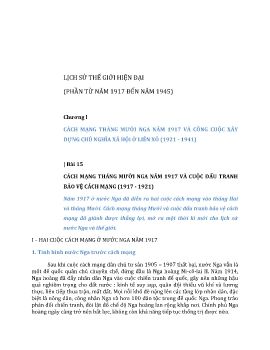 LỊCH SỬ THẾ GIỚI HIỆN ĐẠI
(PHẦN TỪ NĂM 1917 ĐẾN NĂM 1945)
Chương I
CÁCH MẠNG THÁNG MƯỜI NGA NĂM 1917 VÀ CÔNG CUỘC XÂY
DỰNG CHỦ NGHĨA XÃ HỘI Ở LIÊN XÔ (1921 - 1941)
| Bài 15
CÁCH MẠNG THÁNG MƯỜI NGA NĂM 1917 VÀ CUỘC ĐẤU TRANH
BẢO VỆ CÁCH MẠNG (1917 - 1921)
Năm 1917 ở nước Nga đã diễn ra hai cuộc cách mạng vào tháng Hai
và tháng Mười. Cách mạng tháng Mười và cuộc đấu tranh bảo vệ cách
mạng đã giành được thắng lợi, mở ra một thời kì mới cho lịch sử
nước Nga và thế giới.
I - HAI CUỘC CÁCH MẠNG Ở NƯỚC NGA NĂM 1917
1. Tình hình nước Nga trước cách mạng
Sau khi cuộc cách mạng dân chủ tư sản 1905 – 1907 thất bại, nước Nga vẫn là
một đế quốc quân chủ chuyên chế, đứng đầu là Nga hoàng Ni-cô-lai II. Năm 1914,
Nga hoàng đã đẩy nhân dân Nga vào cuộc chiến tranh đế quốc, gây nên những hậu
quả nghiêm trọng cho đất nước : kinh tế suy sụp, quân đội thiếu vũ khí và lương
thực, liên tiếp thua trận, mất đất. Mọi nỗi khổ đè nặng lên các tầng lớp nhân dân, đặc
biệt là nông dân, công nhân Nga và hơn 100 dân tộc trong đế quốc Nga. Phong trào
phản đối chiến tranh, đòi lật đổ chế độ Nga hoàng lan rộng khắp nơi. Chính phủ Nga
hoàng ngày càng trở nên bất lực, không còn khả năng tiếp tục thống trị được nữa.